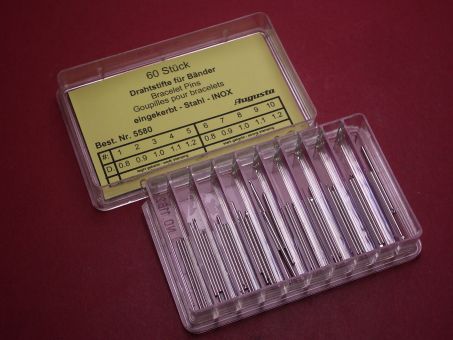 60 Stück
Drahtstifte für Bänder
Bracelet Pins
Goupilles pour bracelets
eingekerbt - Stahl - INOX
Augusta
Best. Nr. 5580
#: 1 2 3 4 5 6 7 8 9 10
D: 0.8 0.9 1.0 1.1 1.2 0.8 0.9 1.0 1.1 1.2